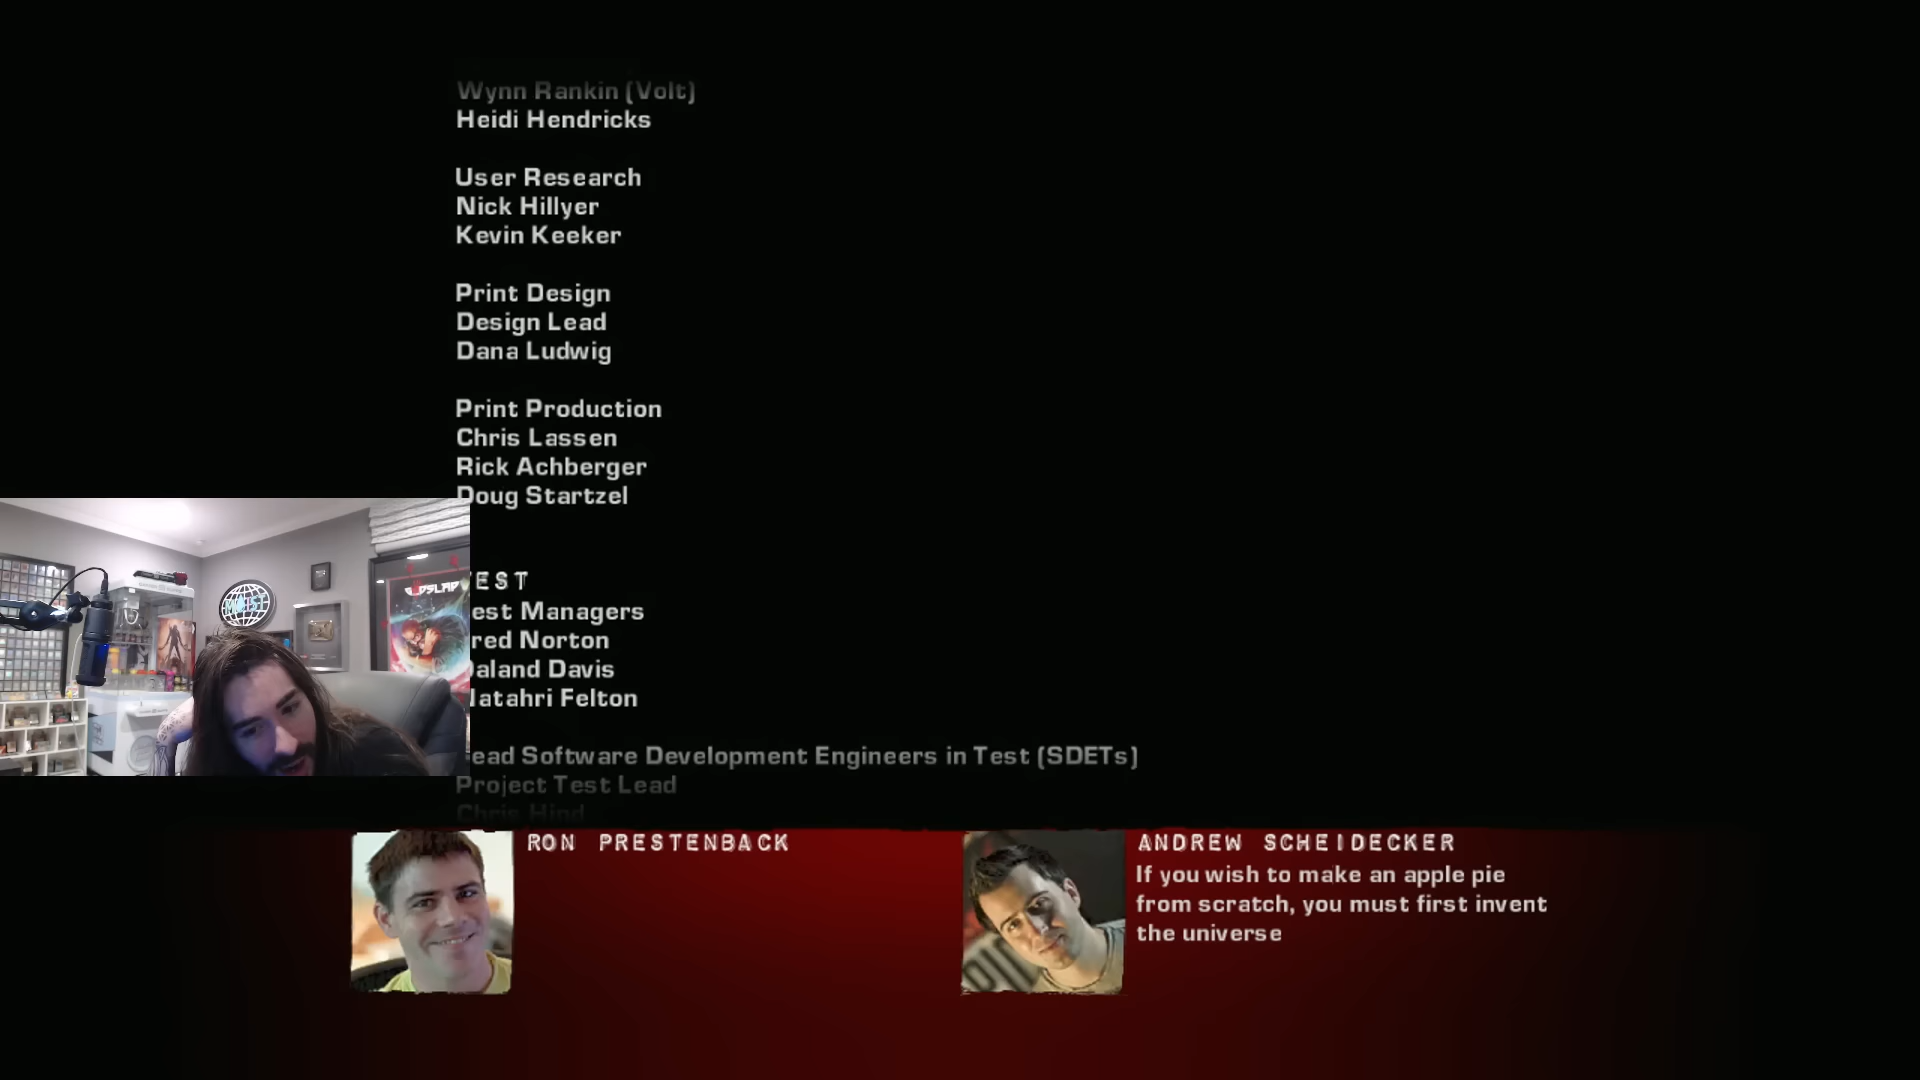 Wynn Rankin (Volt)
Heidi Hendricks
User Research
Nick Hillyer
Kevin Keeker
Print Design
Design Lead
Dana Ludwig
Print Production
Chris Lassen
Rick Achberger
Doug Startzel
EST
est Managers
red Norton
aland Davis
atahri Felton
ead Software Development Engineers in Test (SDETs)
Project Test Lead
Chris Hind
RON PRESTENBACK
ANDREW SCHEIDECKER
If you wish to make an apple pie
from scratch, you must first invent
the universe